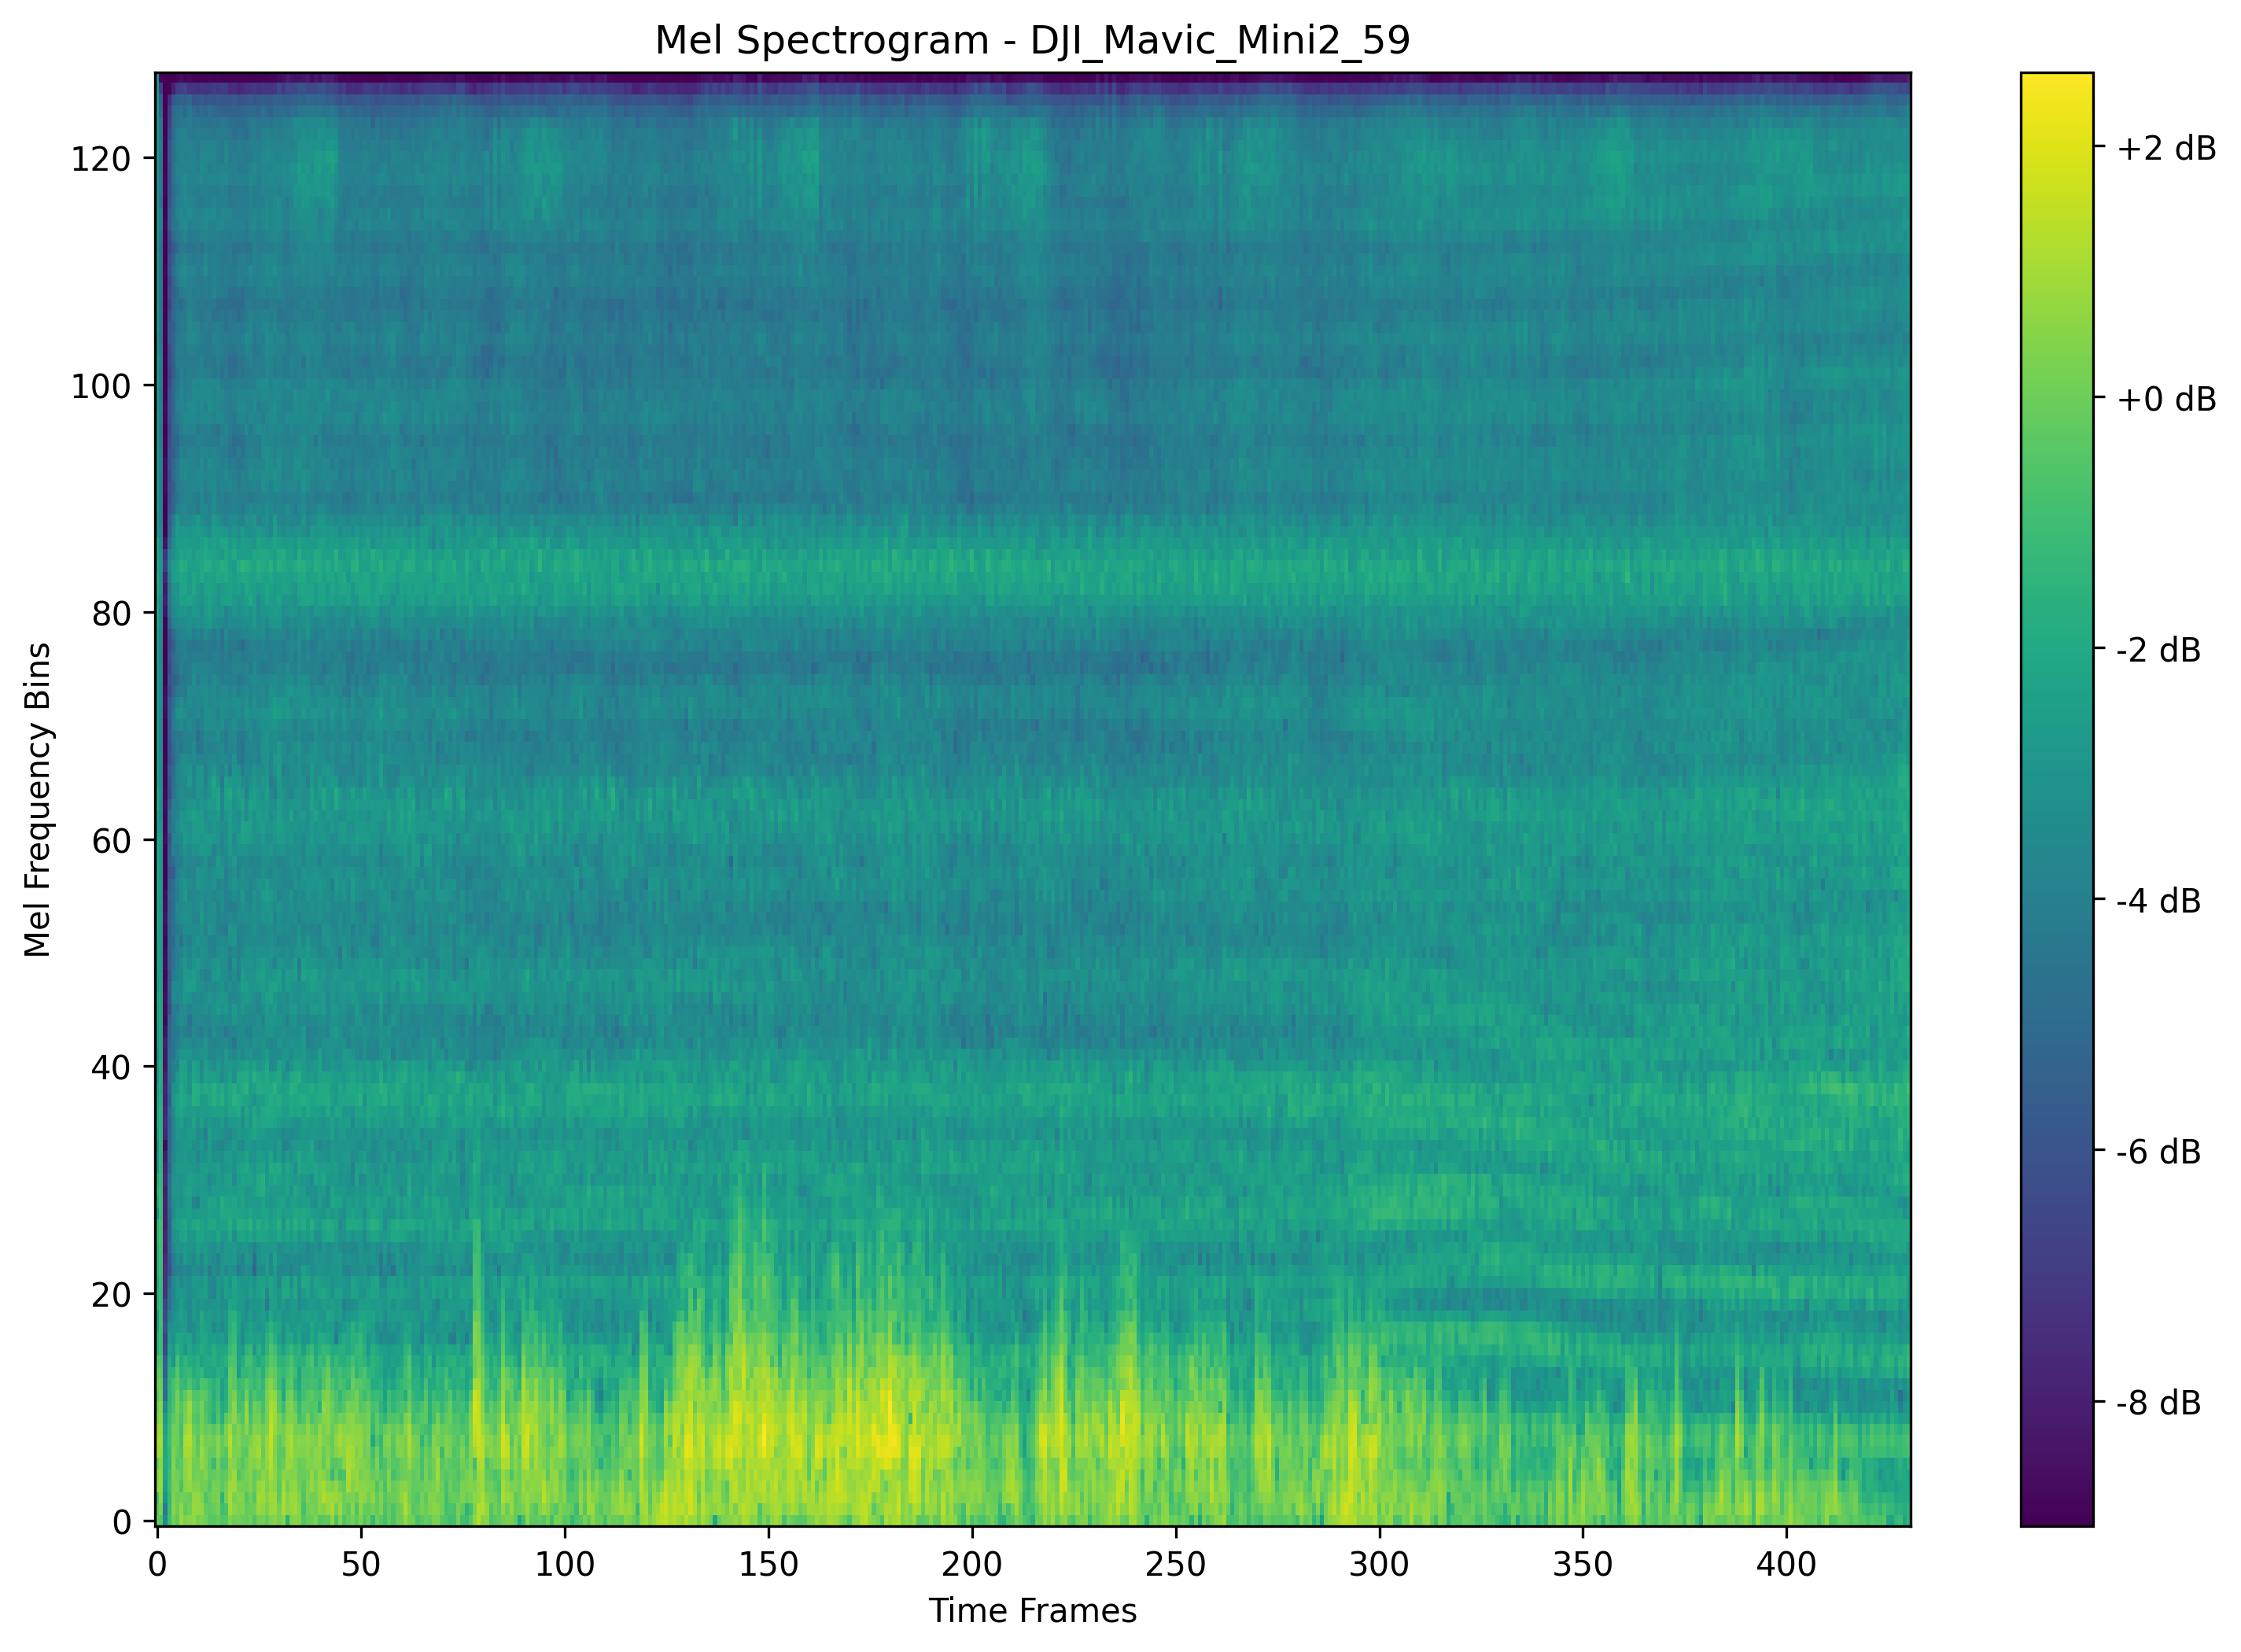 Mel Spectrogram - DJI_Mavic_Mini2_59
120
100
80
60
40
20
0
Mel Frequency Bins
0 50 100 150 200 250 300 350 400
Time Frames
+2 dB
+0 dB
-2 dB
-4 dB
-6 dB
-8 dB